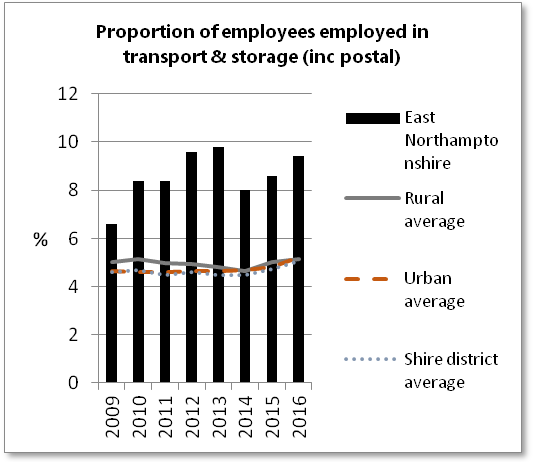 Proportion of employees employed in
transport & storage (inc postal)
12
10
8
6
4
2
0
%
2009
2010
2011
2012
2013
2014
2015
2016
East
Northampto
nshire
Rural
average
Urban
average
Shire district
average